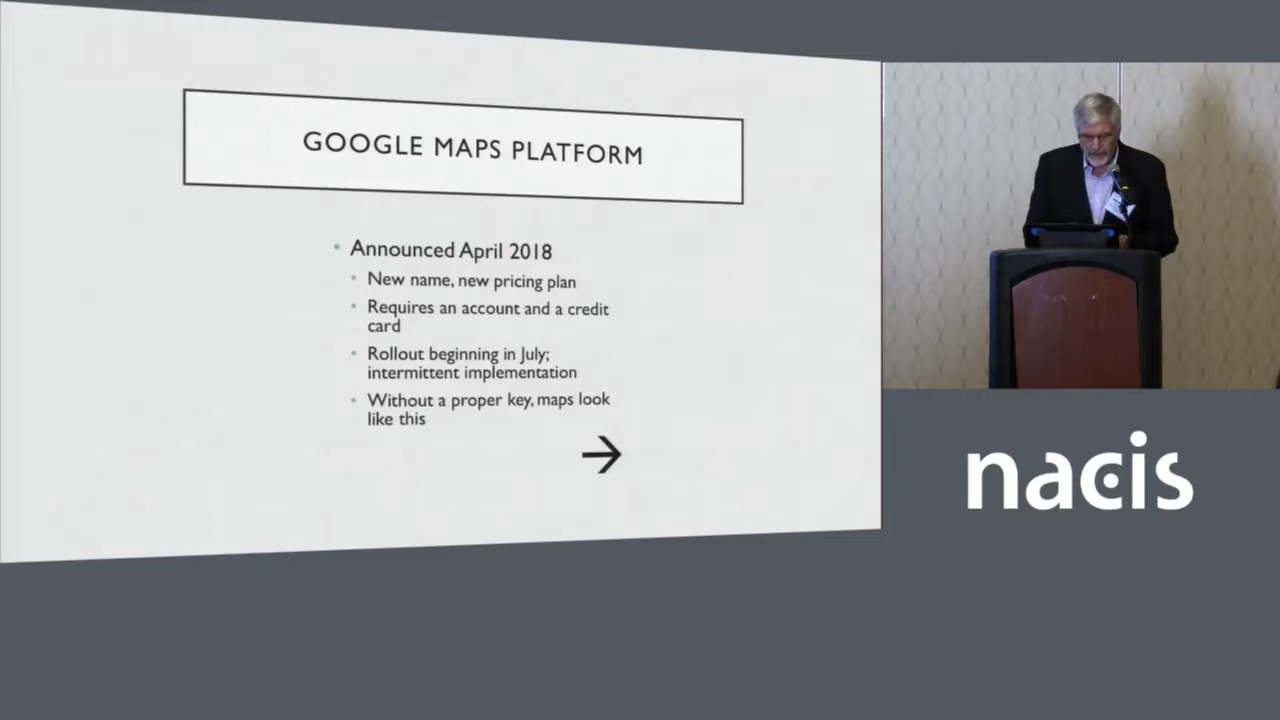 GOOGLE MAPS PLATFORM
• Announced April 2018
• New name, new pricing plan
• Requires an account and a credit
card
• Rollout beginning in July;
intermittent implementation
• Without a proper key, maps look
like this
→
nacis